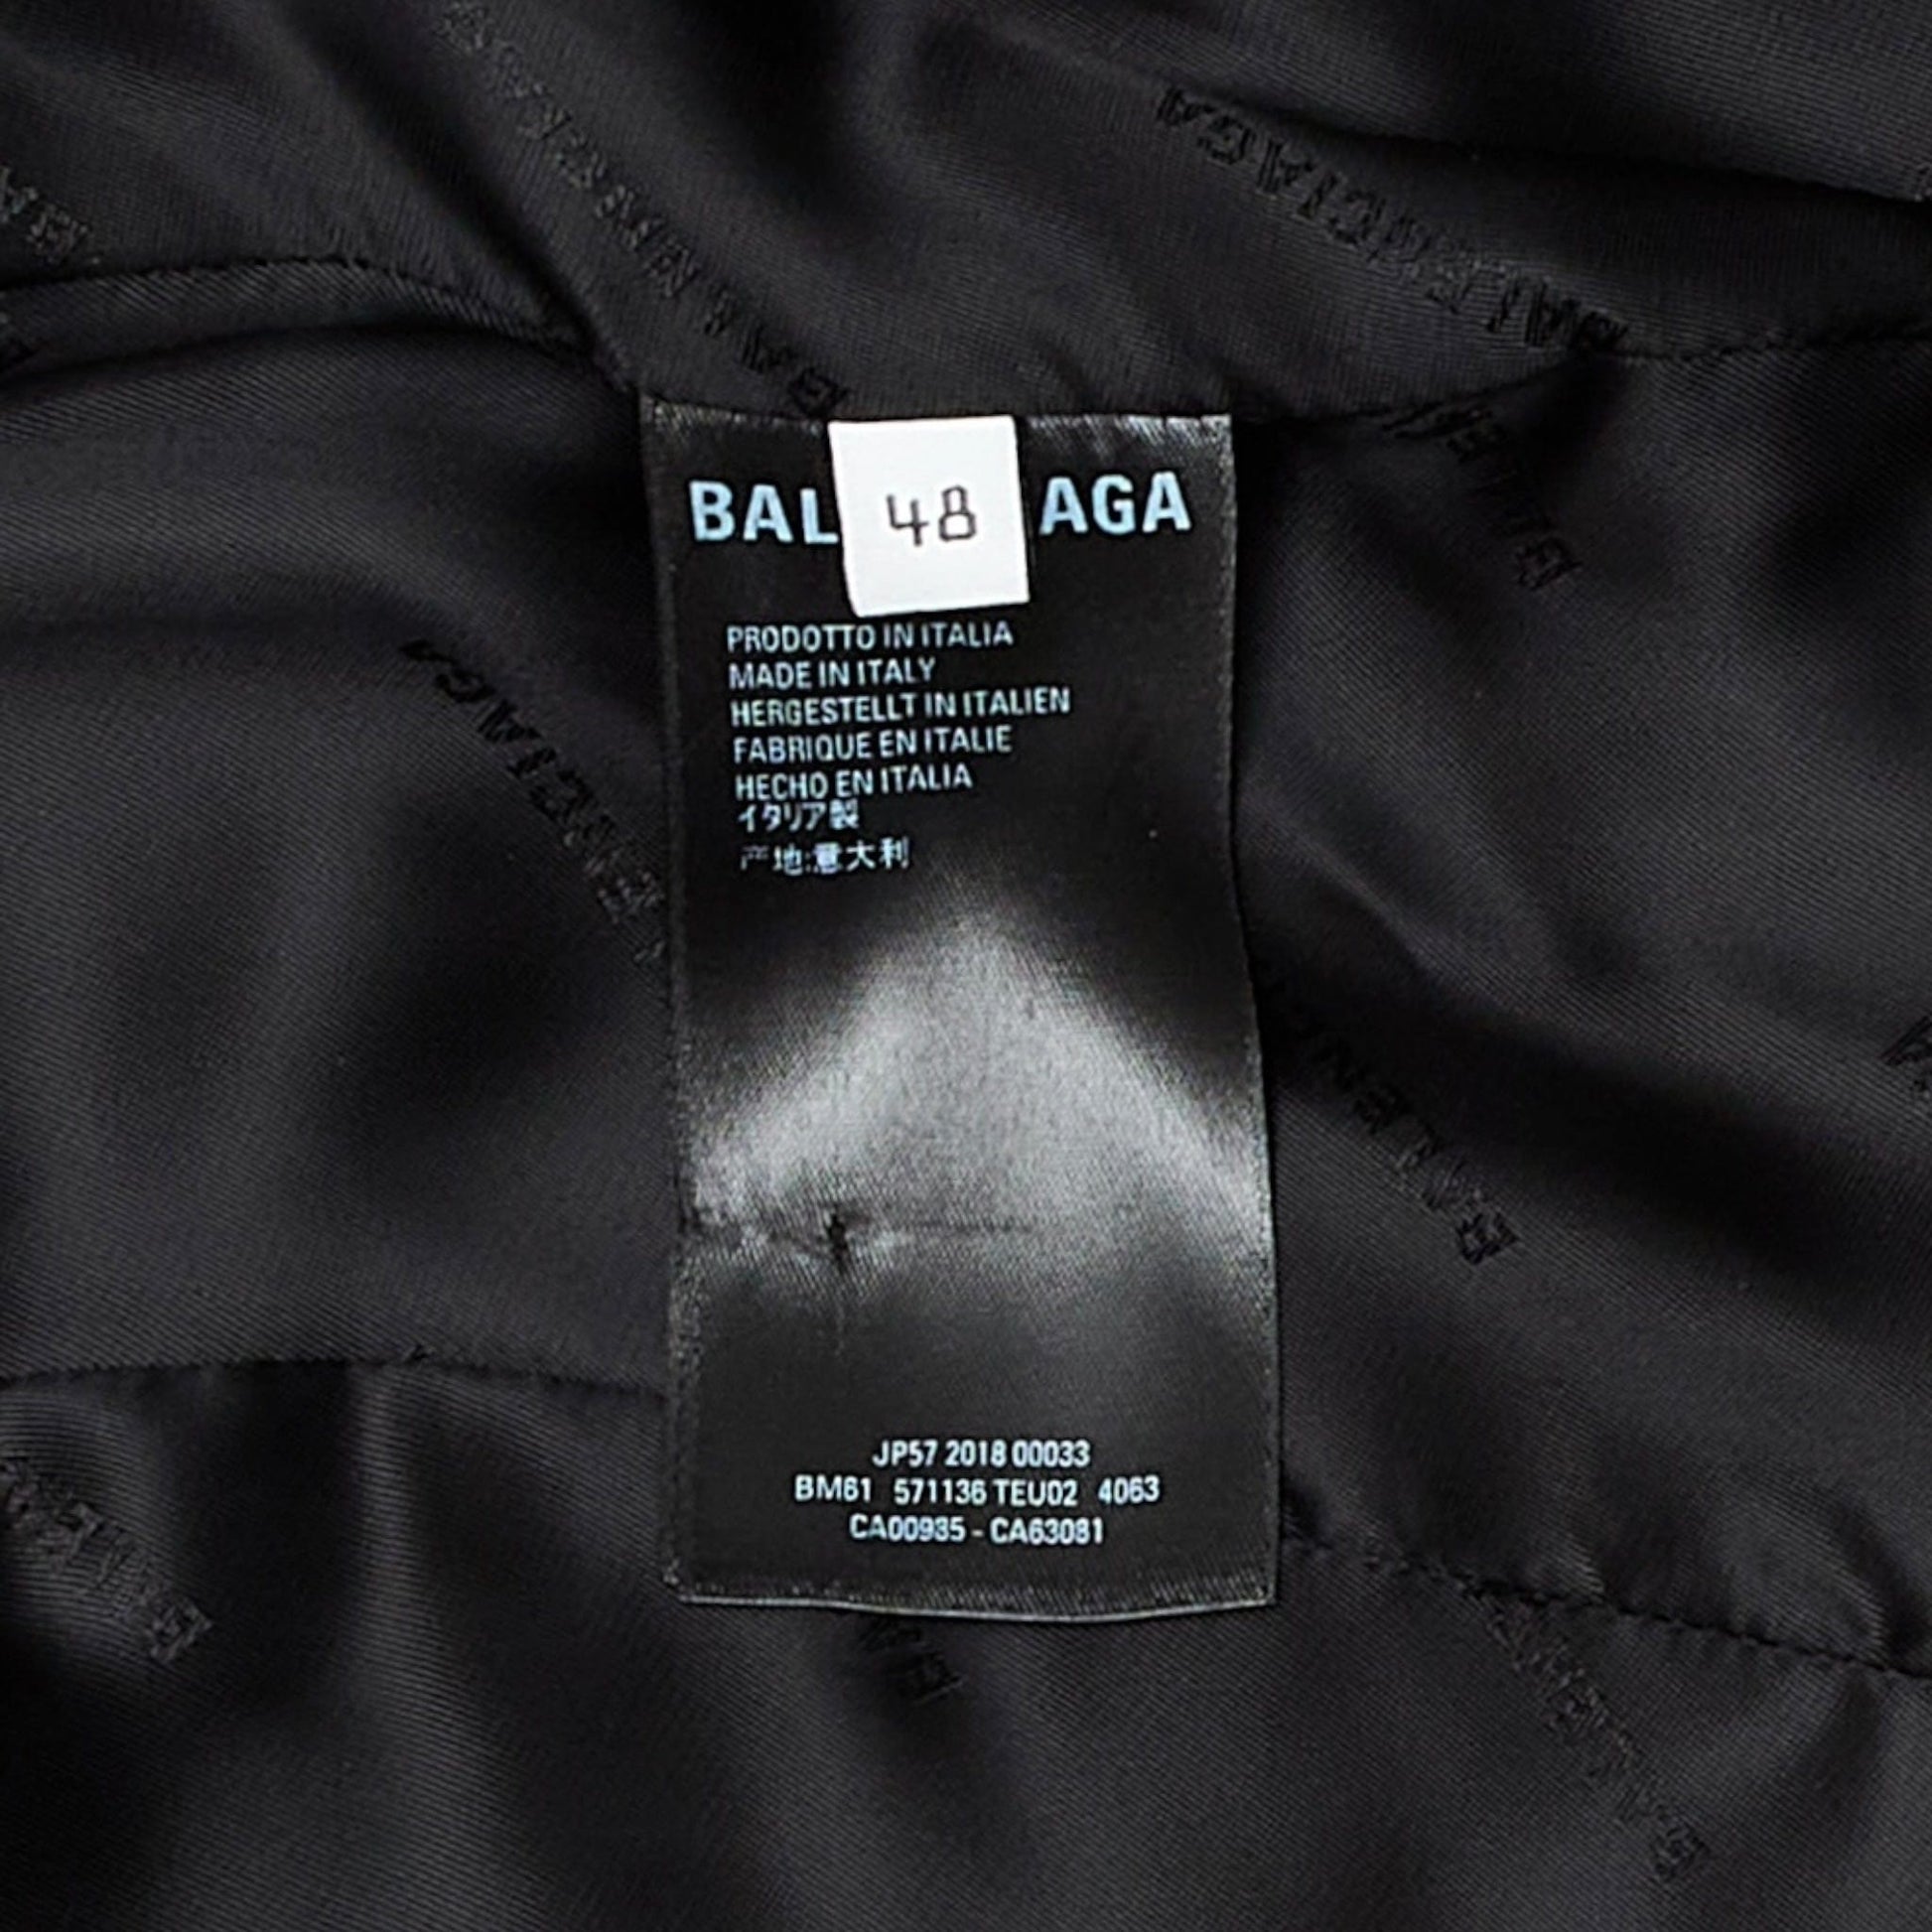 BAL 48 AGA
PRODOTTO IN ITALIA
MADE IN ITALY
HERGESTELLT IN ITALIEN
FABRIQUE EN ITALIE
HECHO EN ITALIA
イタリア製
产地:意大利
JP57 2018 00033
BM61 571136 TEU02 4063
CA00935 - CA63081
BALENCIAGA